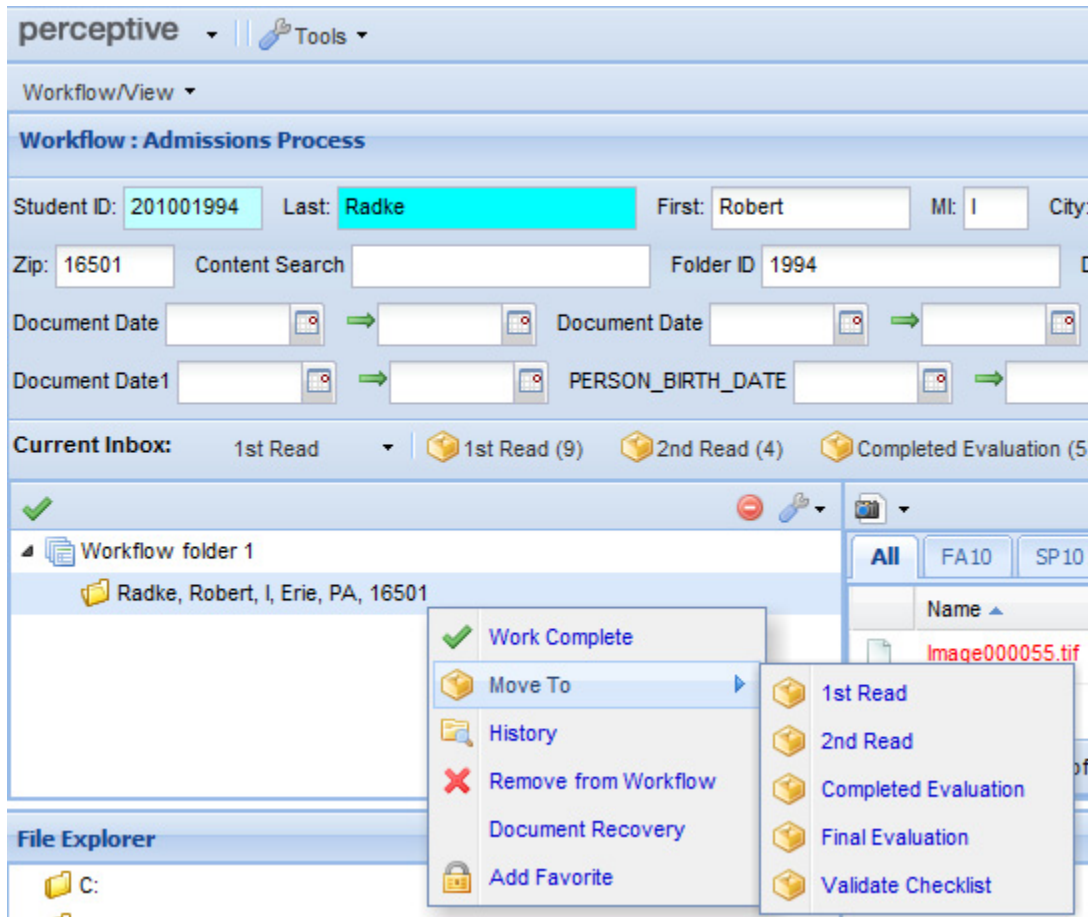 perceptive Tools
Workflow/View
Workflow : Admissions Process
Student ID: 201001994 Last: Radke First: Robert MI: I City:
Zip: 16501 Content Search Folder ID 1994
Document Date Document Date
Document Date1 PERSON_BIRTH_DATE
Current Inbox: 1st Read 1st Read (9) 2nd Read (4) Completed Evaluation (5
Workflow folder 1
All FA10 SP10
Radke, Robert, I, Erie, PA, 16501
Name
Work Complete
Image000055.tif
Move To
1st Read
History
2nd Read
of
Remove from Workflow
Completed Evaluation
Document Recovery
Final Evaluation
File Explorer
Add Favorite
Validate Checklist
C: